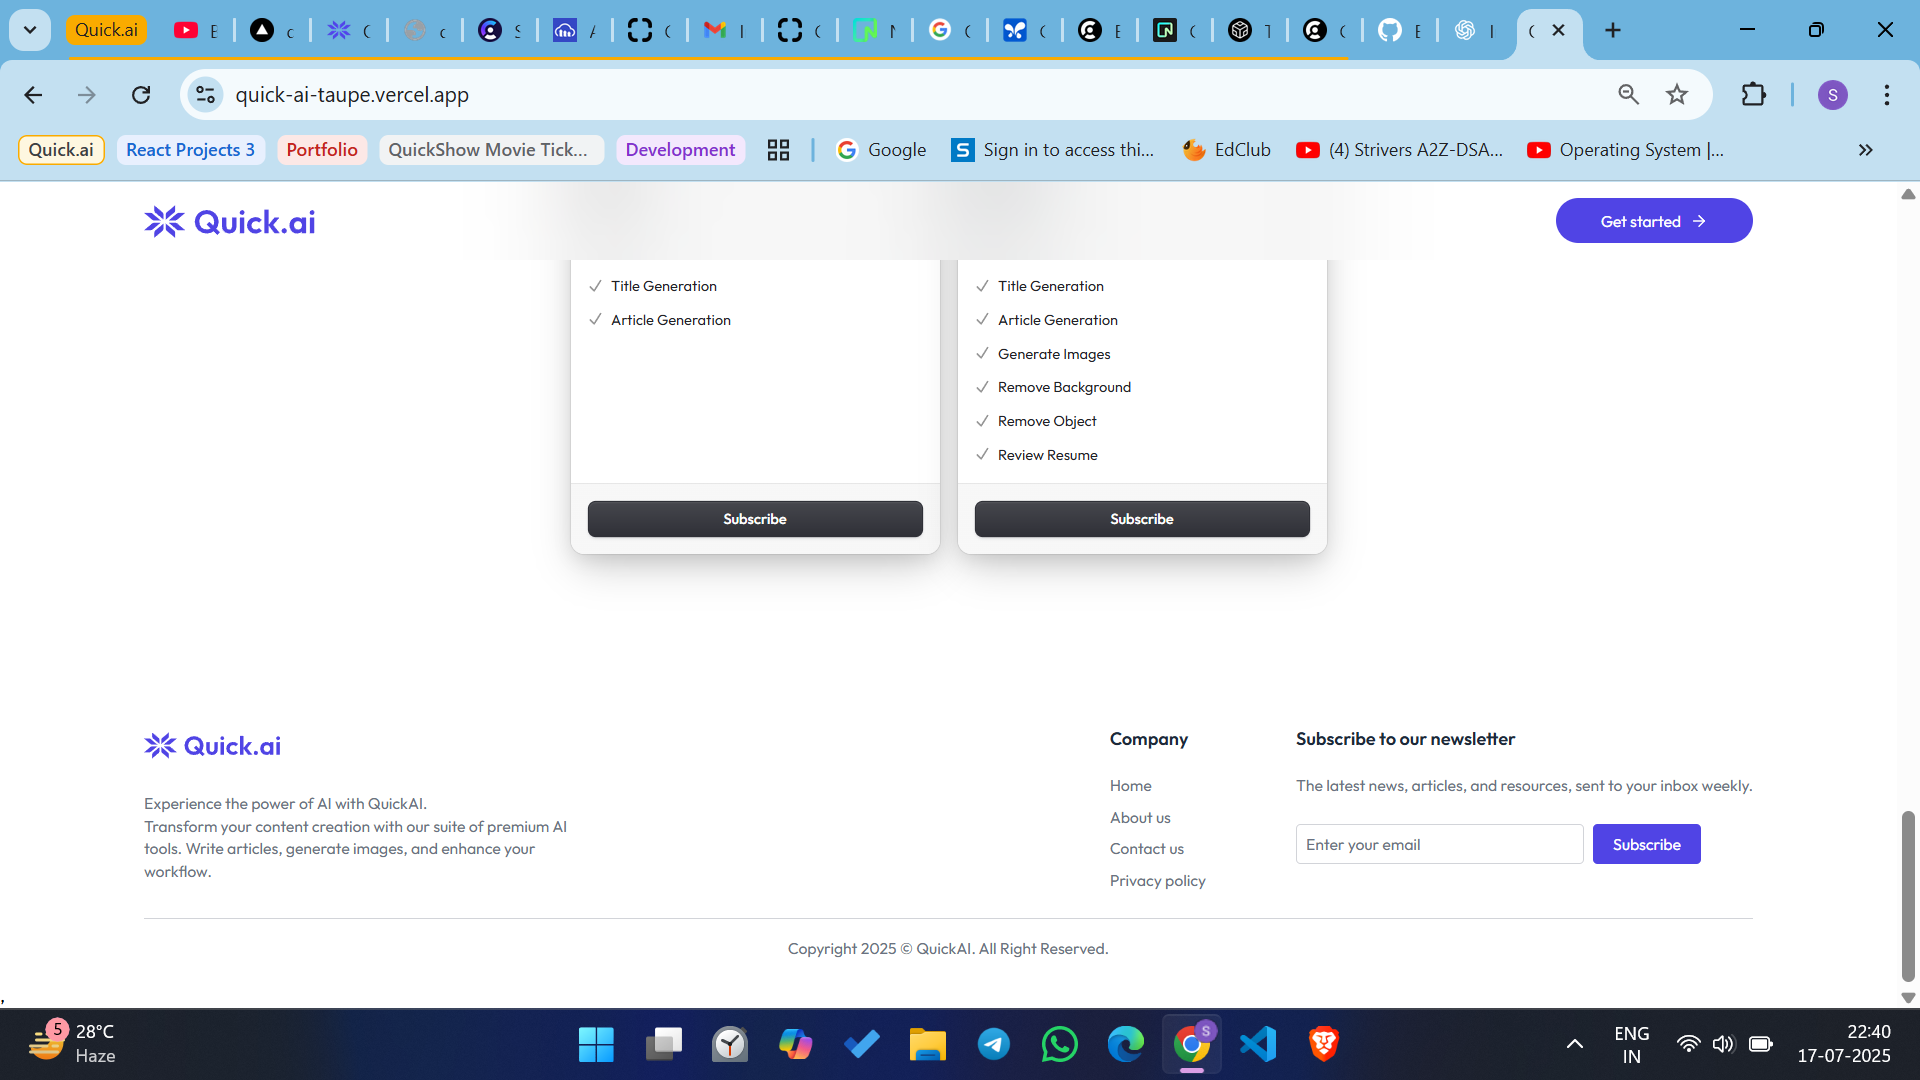 Quick.ai
quick-ai-taupe.vercel.app
S
Quick.ai
React Projects 3
Portfolio
QuickShow Movie Tick...
Development
Google
Sign in to access thi...
EdClub
(4) Strivers A2Z-DSA...
Operating System |...
Quick.ai
Get started
Title Generation
Article Generation
Title Generation
Article Generation
Generate Images
Remove Background
Remove Object
Review Resume
Subscribe
Subscribe
Quick.ai
Experience the power of AI with QuickAI.
Transform your content creation with our suite of premium AI
tools. Write articles, generate images, and enhance your
workflow.
Company
Home
About us
Contact us
Privacy policy
Subscribe to our newsletter
The latest news, articles, and resources, sent to your inbox weekly.
Enter your email
Subscribe
Copyright 2025 © QuickAI. All Right Reserved.
,
5
28°C
Haze
S
ENG
IN
22:40
17-07-2025